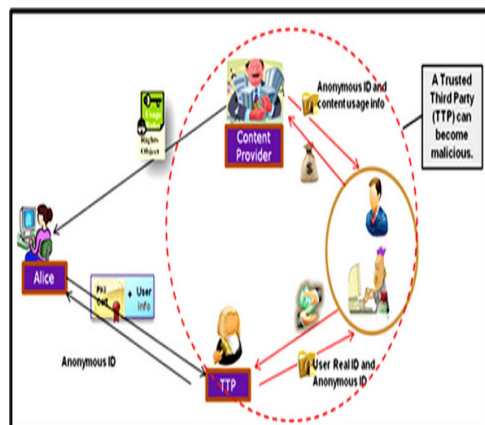 Usage
Rights
Object
Content
Provider
Anonymous ID and
content usage info
A Trusted
Third Party
(TTP) can
become
malicious.
$
Alice
PKI
Cert
+ User
info
Anonymous ID
TTP
User Real ID and
Anonymous ID